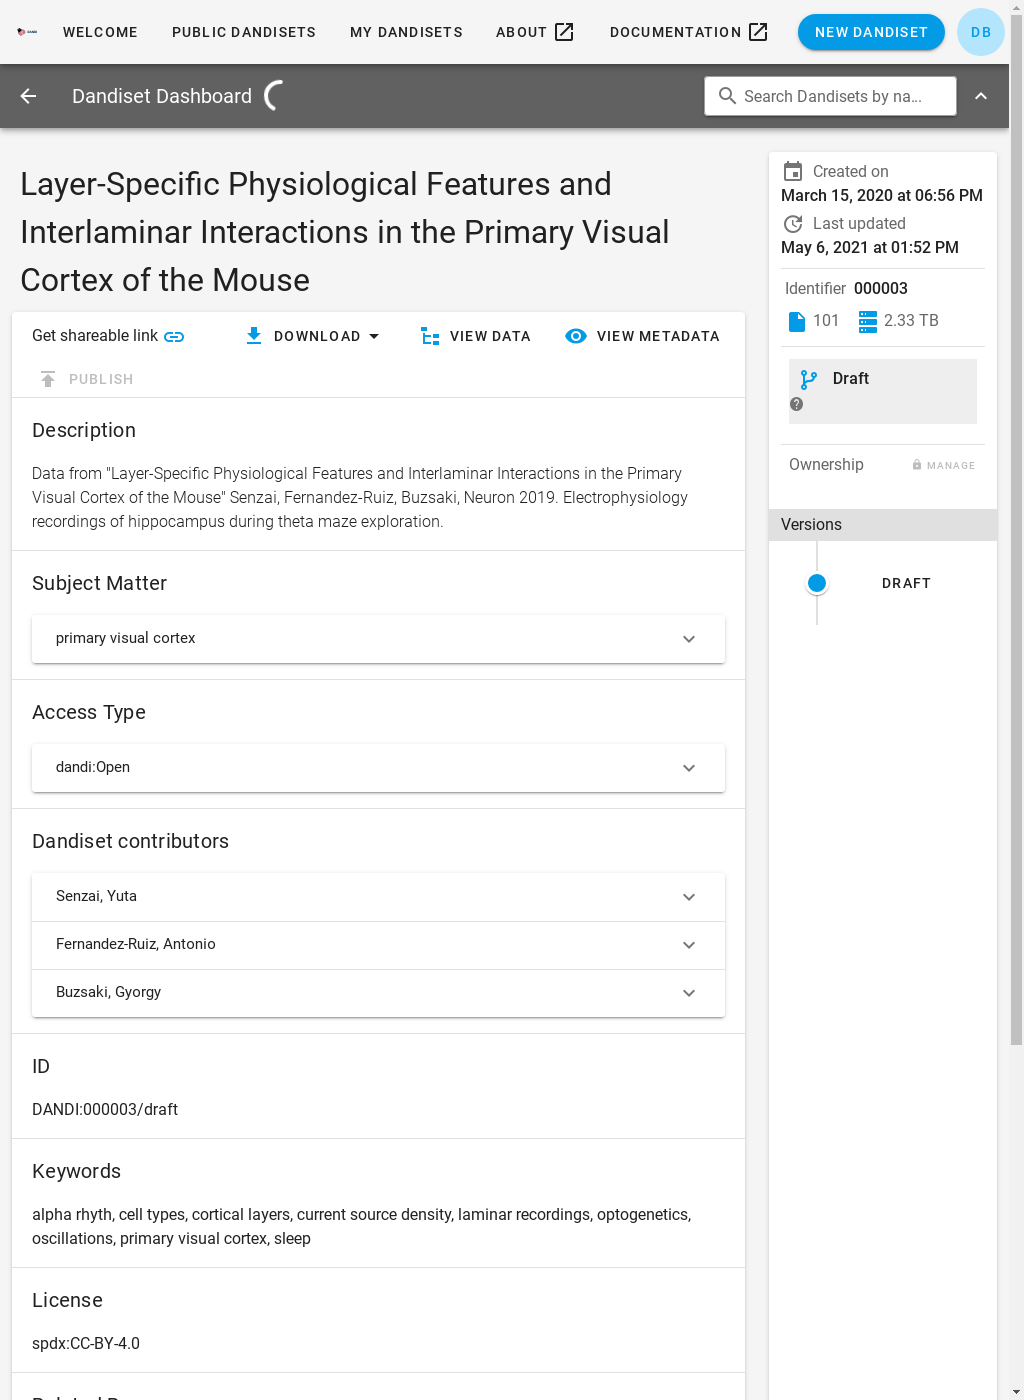 WELCOME PUBLIC DANDISETS MY DANDISETS ABOUT DOCUMENTATION NEW DANDISET DB
Dandiset Dashboard Search Dandisets by na...
Layer-Specific Physiological Features and
Interlaminar Interactions in the Primary Visual
Cortex of the Mouse
Get shareable link DOWNLOAD VIEW DATA VIEW METADATA
PUBLISH
Description
Data from "Layer-Specific Physiological Features and Interlaminar Interactions in the Primary
Visual Cortex of the Mouse" Senzai, Fernandez-Ruiz, Buzsaki, Neuron 2019. Electrophysiology
recordings of hippocampus during theta maze exploration.
Subject Matter
primary visual cortex
Access Type
dandi:Open
Dandiset contributors
Senzai, Yuta
Fernandez-Ruiz, Antonio
Buzsaki, Gyorgy
ID
DANDI:000003/draft
Keywords
alpha rhyth, cell types, cortical layers, current source density, laminar recordings, optogenetics,
oscillations, primary visual cortex, sleep
License
spdx:CC-BY-4.0
Created on
March 15, 2020 at 06:56 PM
Last updated
May 6, 2021 at 01:52 PM
Identifier 000003
101 2.33 TB
Draft
Ownership MANAGE
Versions
DRAFT